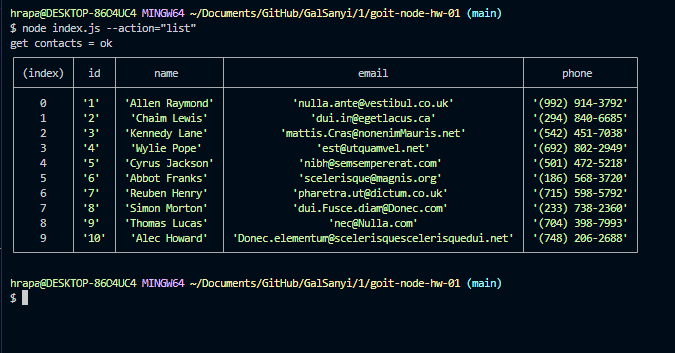 hrapa@DESKTOP-86O4UC4 MINGW64 ~/Documents/GitHub/GalSanyi/1/goit-node-hw-01 (main)
$ node index.js --action="list"
get contacts = ok
(index) id name email phone
0 '1' 'Allen Raymond' 'nulla.ante@vestibul.co.uk' '(992) 914-3792'
1 '2' 'Chaim Lewis' 'dui.in@egetlacus.ca' '(294) 840-6685'
2 '3' 'Kennedy Lane' 'mattis.Cras@nonenimMauris.net' '(542) 451-7038'
3 '4' 'Wylie Pope' 'est@utquamvel.net' '(692) 802-2949'
4 '5' 'Cyrus Jackson' 'nibh@semsempererat.com' '(501) 472-5218'
5 '6' 'Abbot Franks' 'scelerisque@magnis.org' '(186) 568-3720'
6 '7' 'Reuben Henry' 'pharetra.ut@dictum.co.uk' '(715) 598-5792'
7 '8' 'Simon Morton' 'dui.Fusce.diam@Donec.com' '(233) 738-2360'
8 '9' 'Thomas Lucas' 'nec@Nulla.com' '(704) 398-7993'
9 '10' 'Alec Howard' 'Donec.elementum@scelerisquescelerisquedui.net' '(748) 206-2688'
hrapa@DESKTOP-86O4UC4 MINGW64 ~/Documents/GitHub/GalSanyi/1/goit-node-hw-01 (main)
$